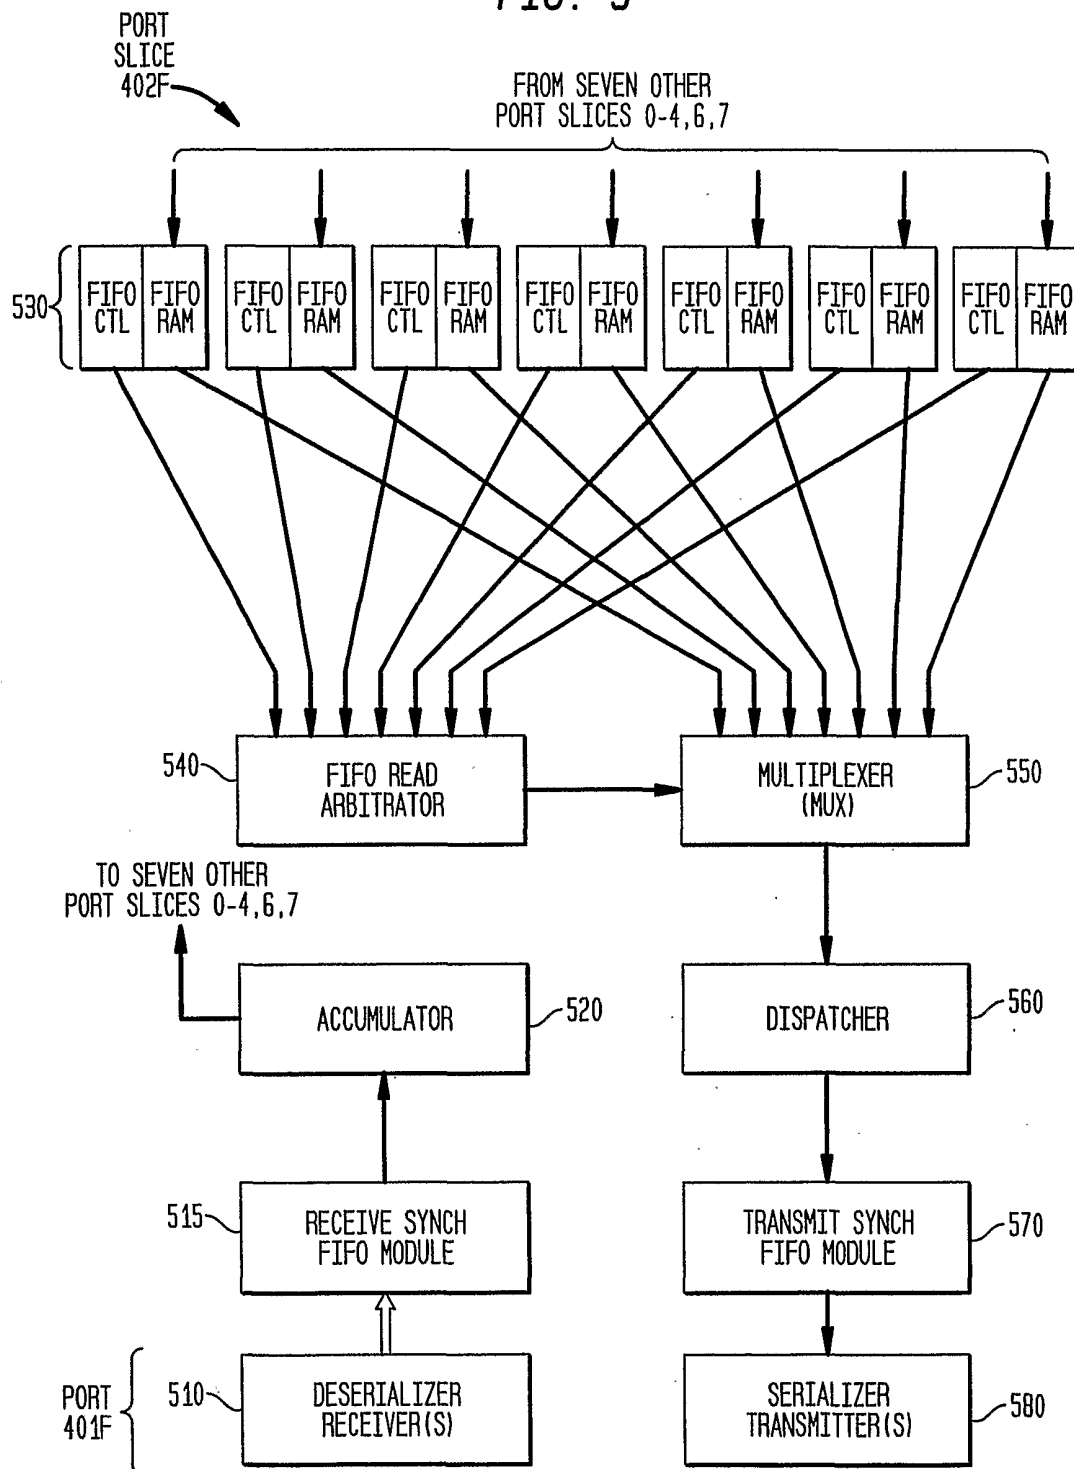 FIG. 5
PORT
SLICE
402F
FROM SEVEN OTHER
PORT SLICES 0-4,6,7
530
FIFO
CTL
FIFO
RAM
FIFO
CTL
FIFO
RAM
FIFO
CTL
FIFO
RAM
FIFO
CTL
FIFO
RAM
FIFO
CTL
FIFO
RAM
FIFO
CTL
FIFO
RAM
FIFO
CTL
FIFO
RAM
540
FIFO READ
ARBITRATOR
MULTIPLEXER
(MUX)
550
TO SEVEN OTHER
PORT SLICES 0-4,6,7
ACCUMULATOR
520
DISPATCHER
560
515
RECEIVE SYNCH
FIFO MODULE
TRANSMIT SYNCH
FIFO MODULE
570
PORT
401F
510
DESERIALIZER
RECEIVER(S)
SERIALIZER
TRANSMITTER(S)
580